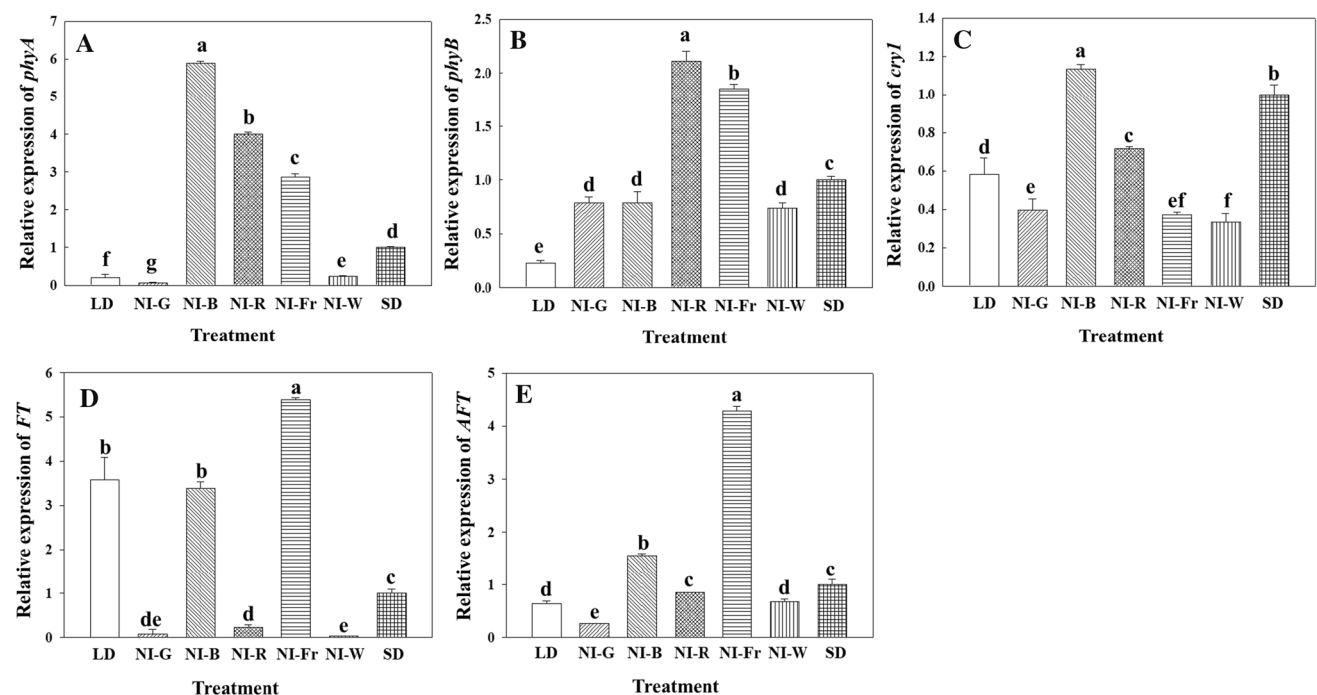 A
Relative expression of phyA
7
6
5
4
3
2
1
0
f
g
a
b
c
e
d
LD NI-G NI-B NI-R NI-Fr NI-W SD
Treatment
B
Relative expression of phyB
2.5
2.0
1.5
1.0
0.5
0.0
e
d
d
a
b
d
c
LD NI-G NI-B NI-R NI-Fr NI-W SD
Treatment
C
Relative expression of cry1
1.4
1.2
1.0
0.8
0.6
0.4
0.2
0.0
d
e
a
c
ef
f
b
LD NI-G NI-B NI-R NI-Fr NI-W SD
Treatment
D
Relative expression of FT
6
5
4
3
2
1
0
b
de
b
d
a
e
c
LD NI-G NI-B NI-R NI-Fr NI-W SD
Treatment
E
Relative expression of AFT
5
4
3
2
1
0
d
e
b
c
a
d
c
LD NI-G NI-B NI-R NI-Fr NI-W SD
Treatment